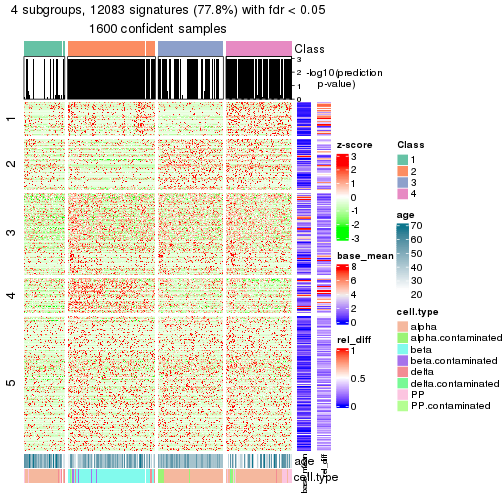 4 subgroups, 12083 signatures (77.8%) with fdr < 0.05
1600 confident samples
Class
3
2
1
0
-log10(prediction
p-value)
1
2
3
4
5
z-score
3
2
1
0
-1
-2
-3
base_mean
8
6
4
2
0
rel_diff
1
0.5
0
Class
1
2
3
4
age
70
60
50
40
30
20
cell.type
alpha
alpha.contaminated
beta
beta.contaminated
delta
delta.contaminated
PP
PP.contaminated
age
cell.type
base_mean
rel_diff